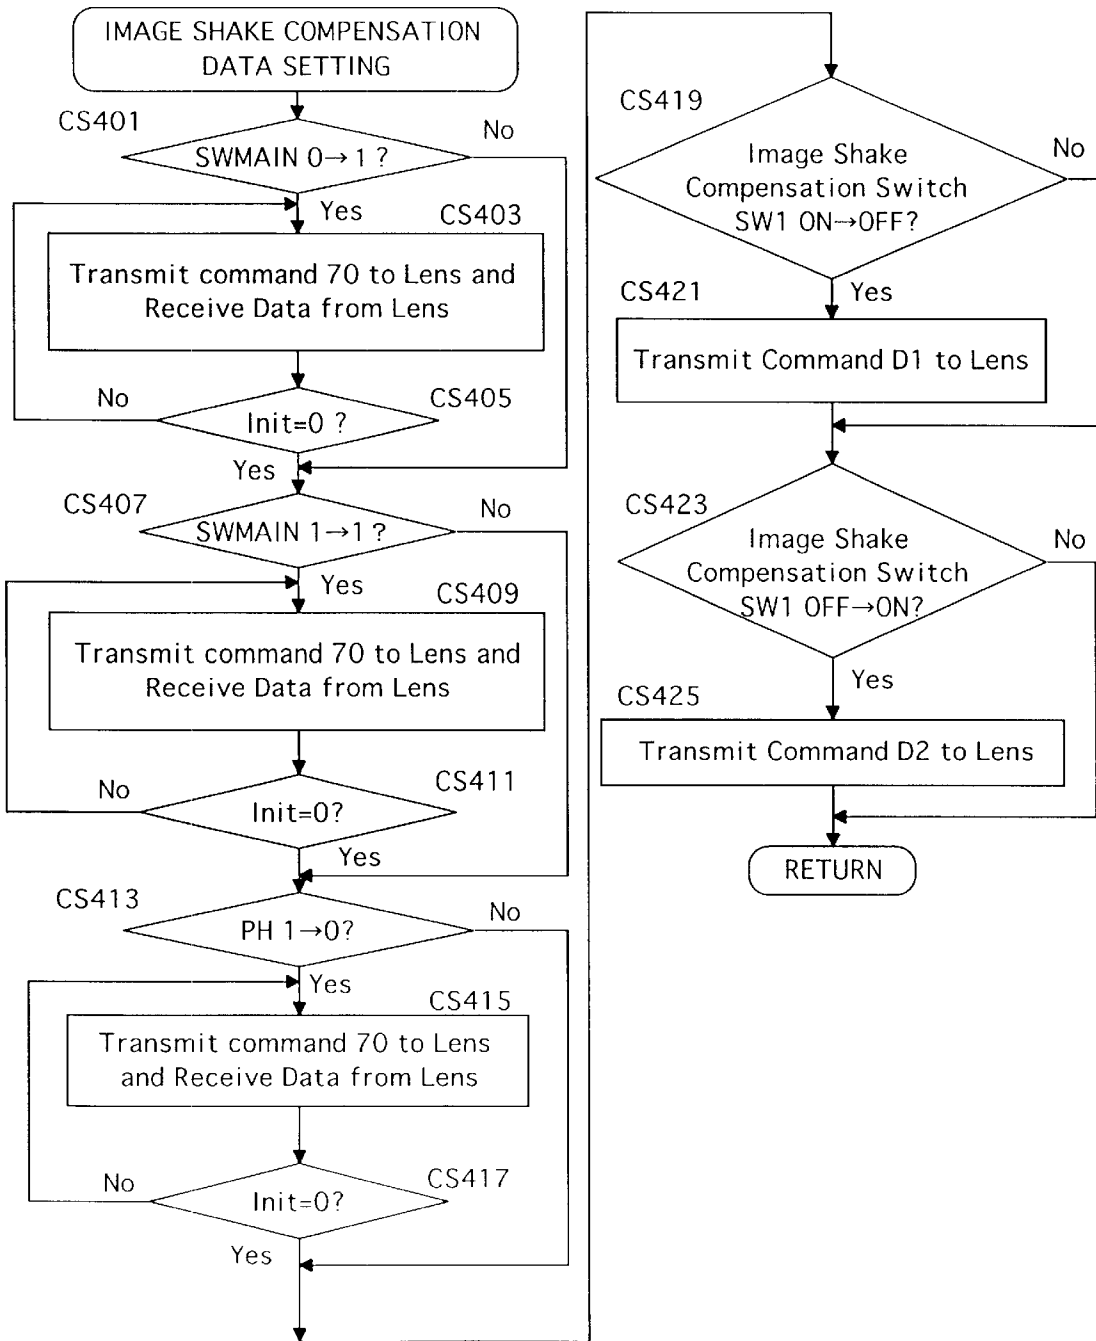 IMAGE SHAKE COMPENSATION
DATA SETTING
CS401
SWMAIN 0→1 ?
No
Yes
CS403
Transmit command 70 to Lens and
Receive Data from Lens
No
CS405
Init=0 ?
Yes
CS407
SWMAIN 1→1 ?
No
Yes
CS409
Transmit command 70 to Lens and
Receive Data from Lens
No
CS411
Init=0?
Yes
CS413
PH 1→0?
No
Yes
CS415
Transmit command 70 to Lens
and Receive Data from Lens
No
CS417
Init=0?
Yes
CS419
Image Shake
Compensation Switch
SW1 ON→OFF?
No
Yes
CS421
Transmit Command D1 to Lens
CS423
Image Shake
Compensation Switch
SW1 OFF→ON?
No
Yes
CS425
Transmit Command D2 to Lens
RETURN